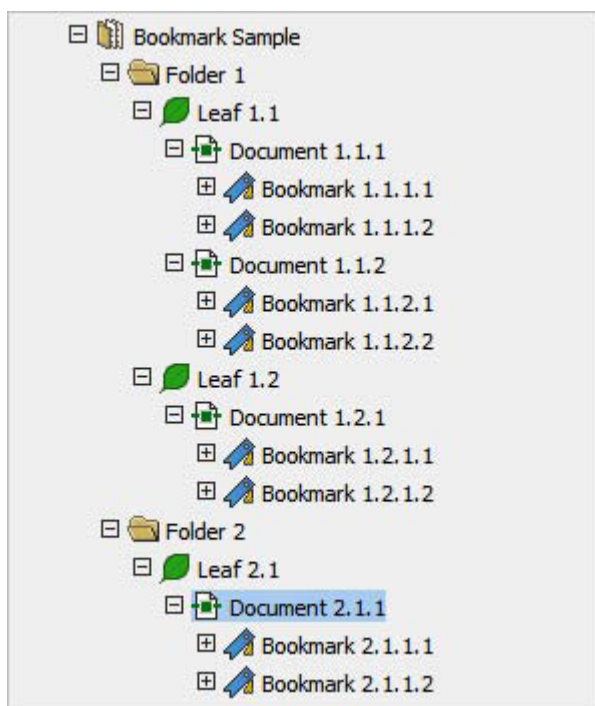 Bookmark Sample
Folder 1
Leaf 1.1
Document 1.1.1
Bookmark 1.1.1.1
Bookmark 1.1.1.2
Document 1.1.2
Bookmark 1.1.2.1
Bookmark 1.1.2.2
Leaf 1.2
Document 1.2.1
Bookmark 1.2.1.1
Bookmark 1.2.1.2
Folder 2
Leaf 2.1
Document 2.1.1
Bookmark 2.1.1.1
Bookmark 2.1.1.2